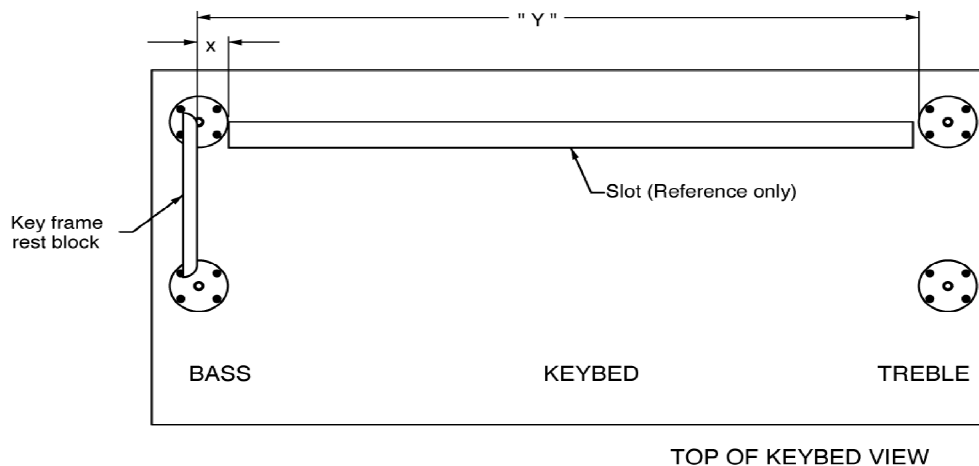 " Y "
x
Slot (Reference only)
Key frame
rest block
BASS
KEYBED
TREBLE
TOP OF KEYBED VIEW